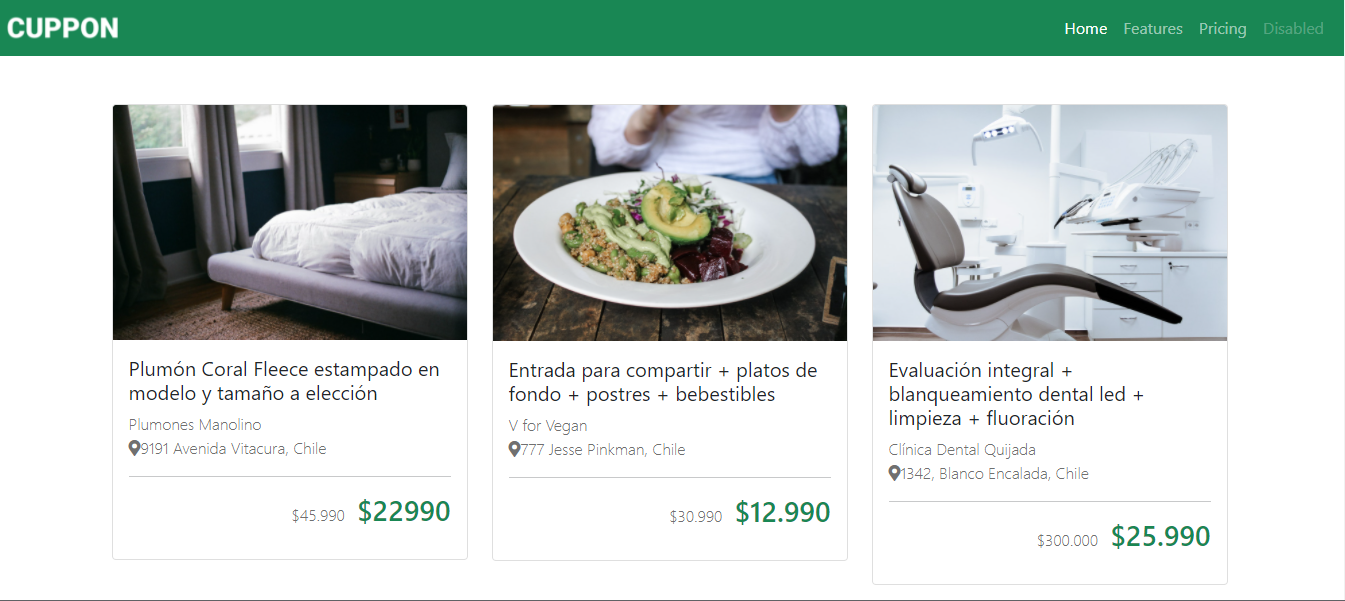 CUPPON
Home Features Pricing Disabled
Plumón Coral Fleece estampado en
modelo y tamaño a elección
Plumones Manolino
9191 Avenida Vitacura, Chile
$45.990 $22990
Entrada para compartir + platos de
fondo + postres + bebestibles
V for Vegan
777 Jesse Pinkman, Chile
$30.990 $12.990
Evaluación integral +
blanqueamiento dental led +
limpieza + fluoración
Clínica Dental Quijada
1342, Blanco Encalada, Chile
$300.000 $25.990